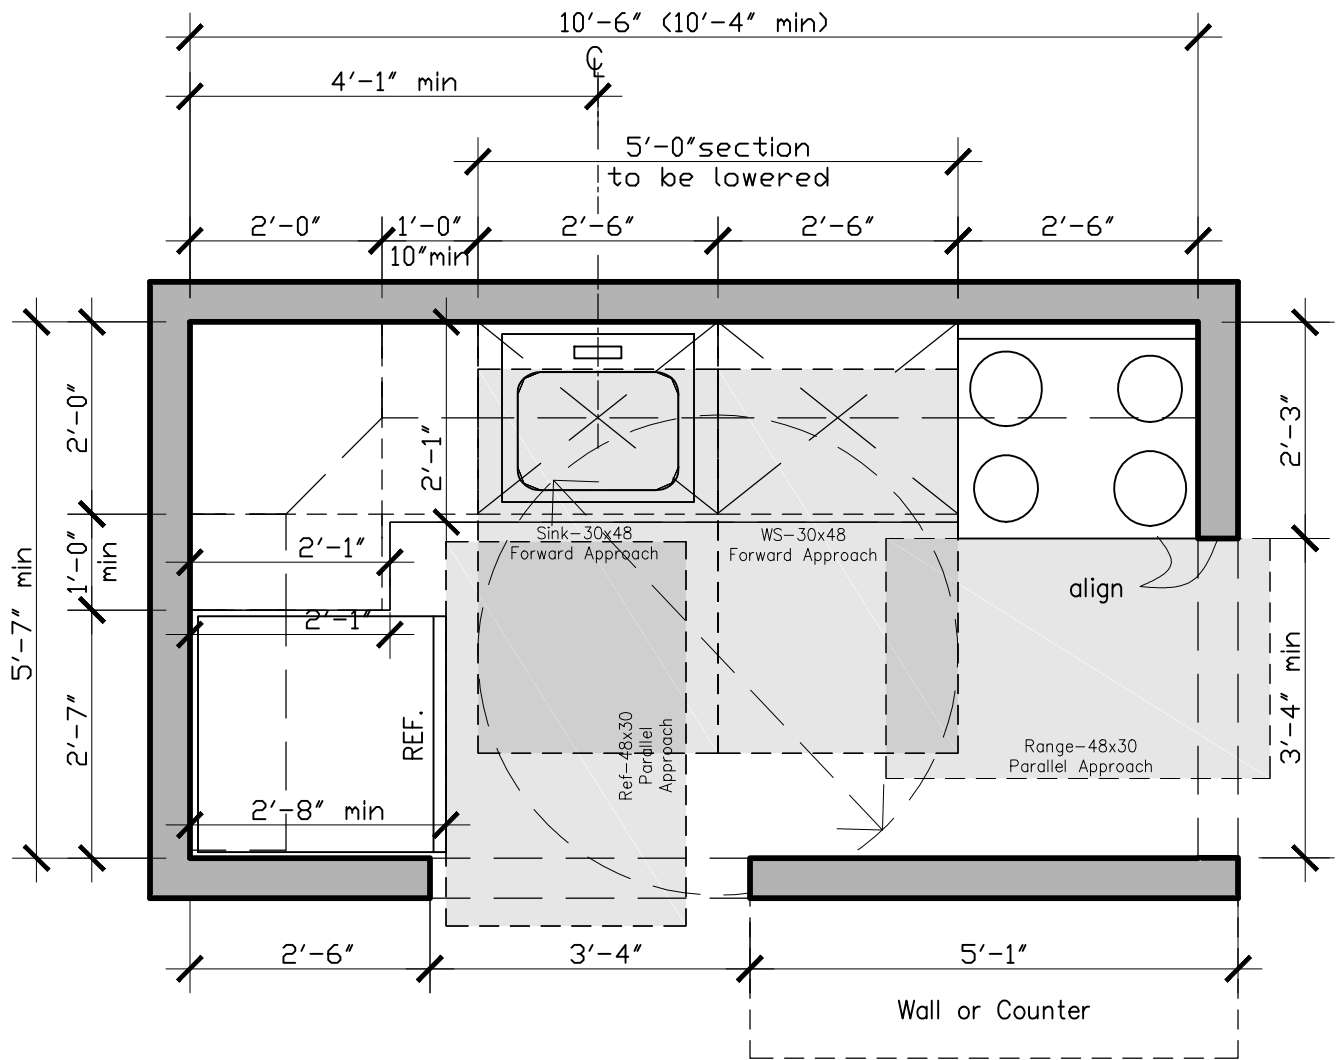 10'-6" (10'-4" min)
℄
4'-1" min
5'-0"section
to be lowered
2'-0"
1'-0"
2'-6"
2'-6"
2'-6"
10"min
2'-0"
2'-1"
2'-3"
Sink-30x48
Forward Approach
WS-30x48
Forward Approach
1'-0"
min
2'-1"
align
5'-7" min
2'-1"
2'-7"
REF.
Ref-48x30
Parallel
Approach
Range-48x30
Parallel Approach
3'-4" min
2'-8" min
2'-6"
3'-4"
5'-1"
Wall or Counter